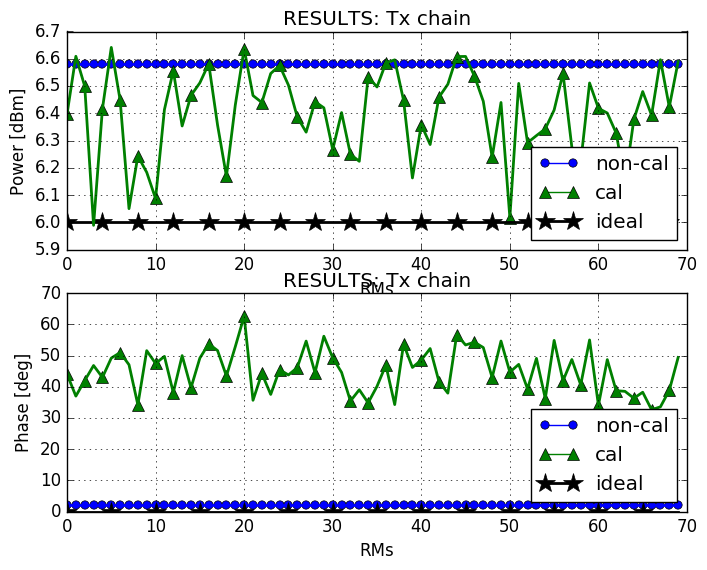 RESULTS: Tx chain
6.7
6.6
6.5
6.4
6.3
6.2
6.1
6.0
5.9
Power [dBm]
non-cal
cal
ideal
0 10 20 30 40 50 60 70
RMs
RESULTS: Tx chain
70
60
50
40
30
20
10
0
Phase [deg]
non-cal
cal
ideal
0 10 20 30 40 50 60 70
RMs